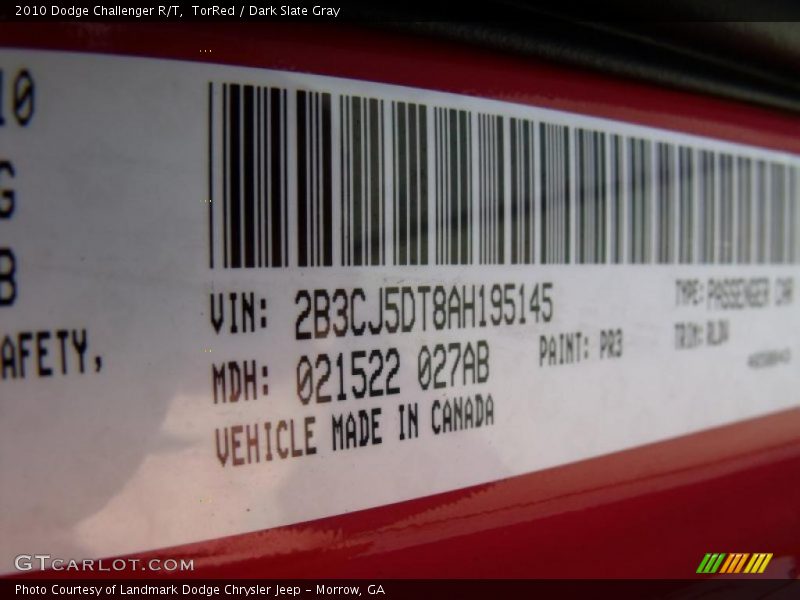 2010 Dodge Challenger R/T, TorRed / Dark Slate Gray
10
G
B
AFETY,
VIN: 2B3CJ5DT8AH195145
TYPE: PASSENGER CAR
MDH: 021522 027AB
PAINT: PR3
TRIM:
VEHICLE MADE IN CANADA
GTCARLOT.COM
Photo Courtesy of Landmark Dodge Chrysler Jeep - Morrow, GA